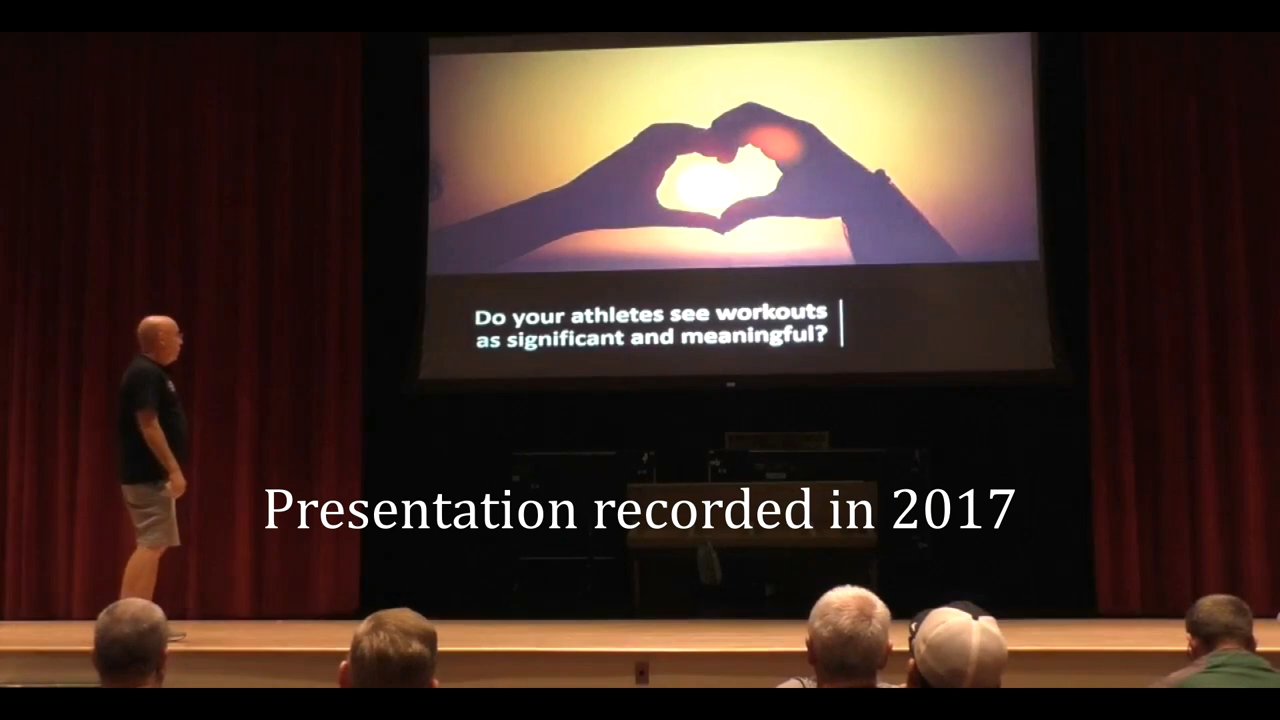 Do your athletes see workouts
as significant and meaningful?
Presentation recorded in 2017